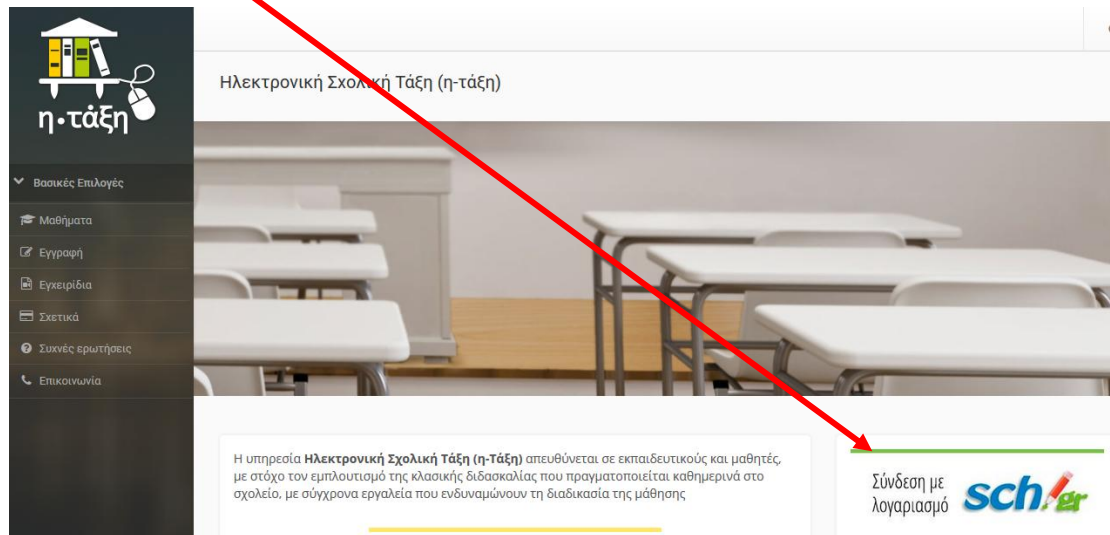 η•τάξη
Βασικές Επιλογές
Μαθήματα
Εγγραφή
Εγχειρίδια
Σχετικά
Συχνές ερωτήσεις
Επικοινωνία
Ηλεκτρονική Σχολική Τάξη (η-τάξη)
Η υπηρεσία Ηλεκτρονική Σχολική Τάξη (η-Τάξη) απευθύνεται σε εκπαιδευτικούς και μαθητές,
με στόχο τον εμπλουτισμό της κλασικής διδασκαλίας που πραγματοποιείται καθημερινά στο
σχολείο, με σύγχρονα εργαλεία που ενδυναμώνουν τη διαδικασία της μάθησης
Σύνδεση με
λογαριασμό
sch.gr